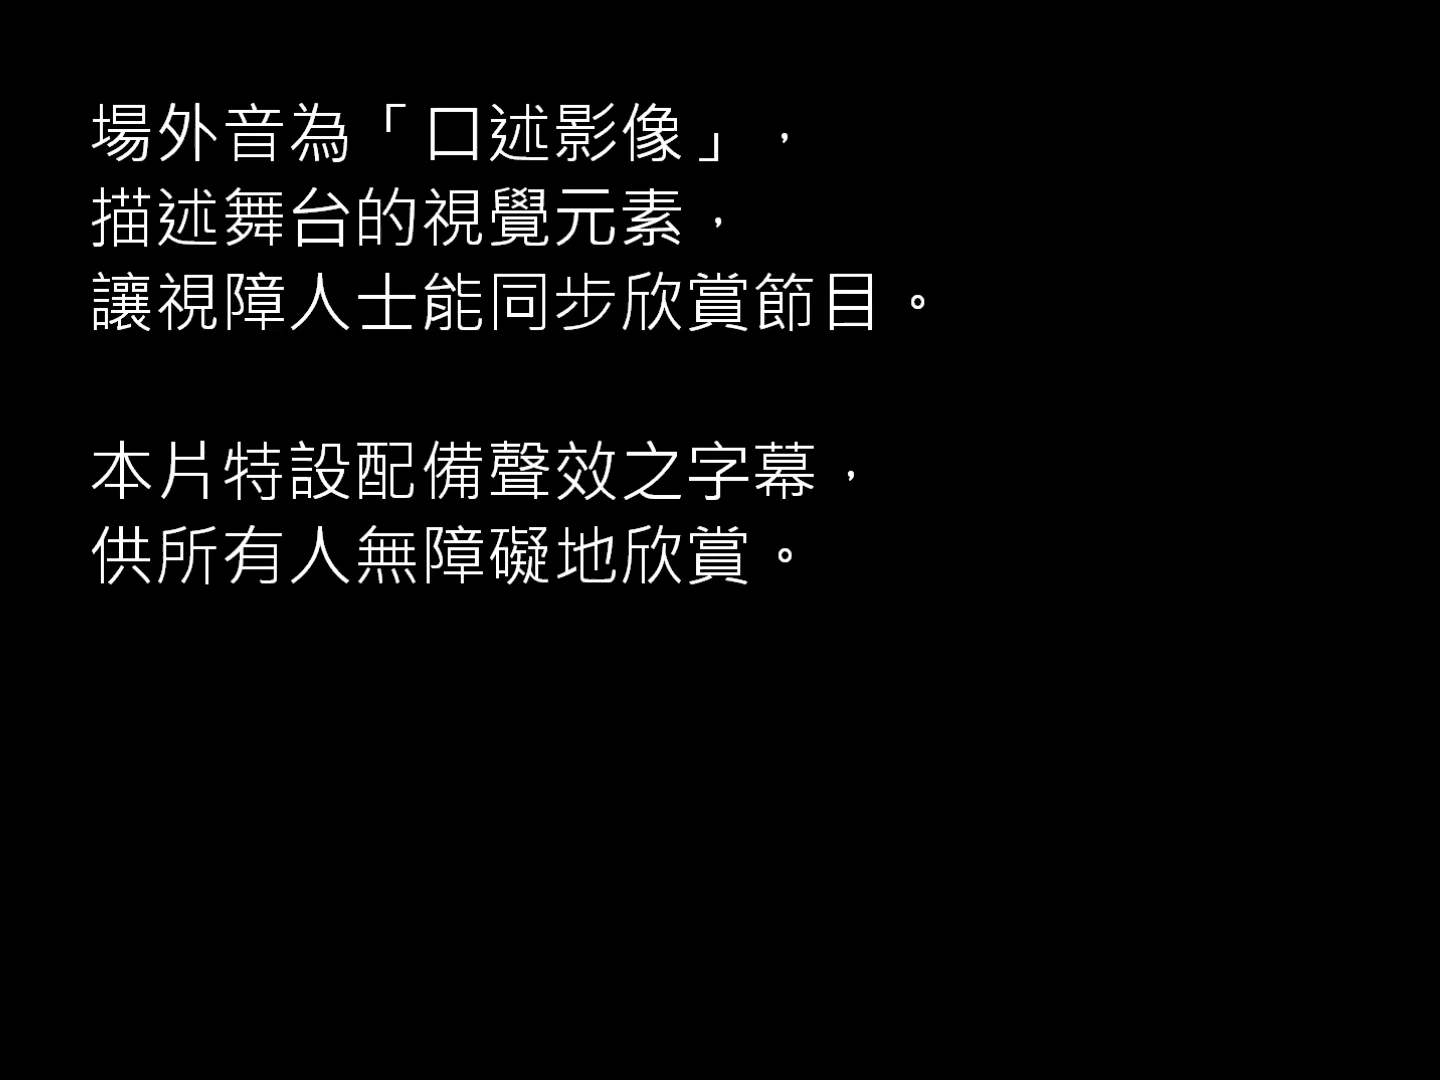 場外音為「口述影像」，
描述舞台的視覺元素，
讓視障人士能同步欣賞節目。
本片特設配備聲效之字幕，
供所有人無障礙地欣賞。